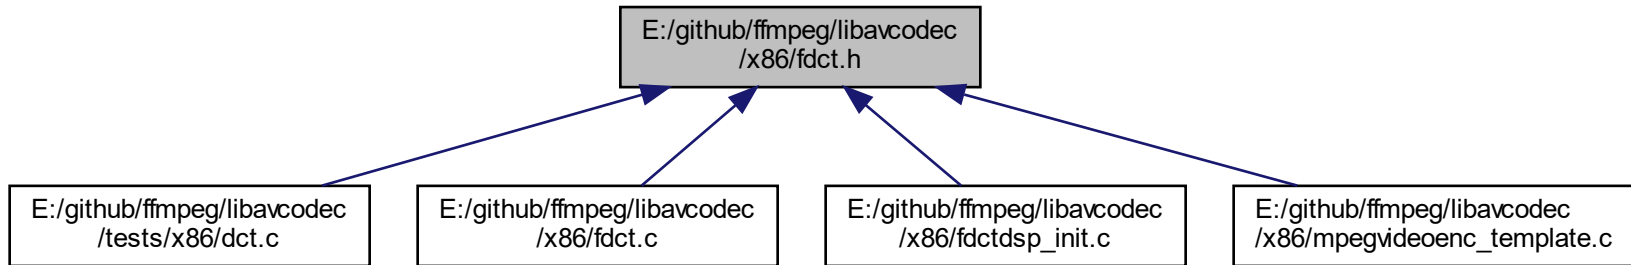 E:/github/ffmpeg/libavcodec
/x86/fdct.h
E:/github/ffmpeg/libavcodec
/tests/x86/dct.c
E:/github/ffmpeg/libavcodec
/x86/fdct.c
E:/github/ffmpeg/libavcodec
/x86/fdctdsp_init.c
E:/github/ffmpeg/libavcodec
/x86/mpegvideoenc_template.c